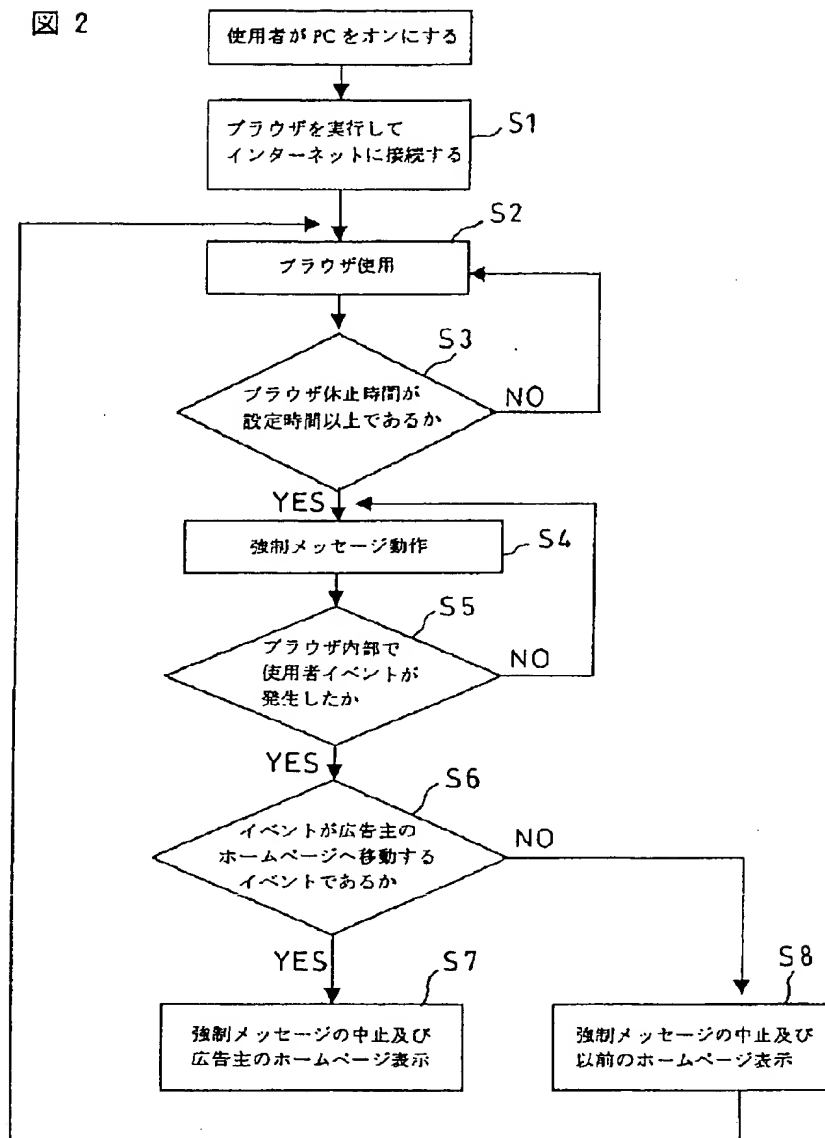 図 2
使用者が PC をオンにする
ブラウザを実行して
インターネットに接続する
S1
S2
ブラウザ使用
S3
ブラウザ休止時間が
設定時間以上であるか
NO
YES
強制メッセージ動作
S4
S5
ブラウザ内部で
使用者イベントが
発生したか
NO
YES
S6
イベントが広告主の
ホームページへ移動する
イベントであるか
NO
YES
S7
強制メッセージの中止及び
広告主のホームページ表示
S8
強制メッセージの中止及び
以前のホームページ表示